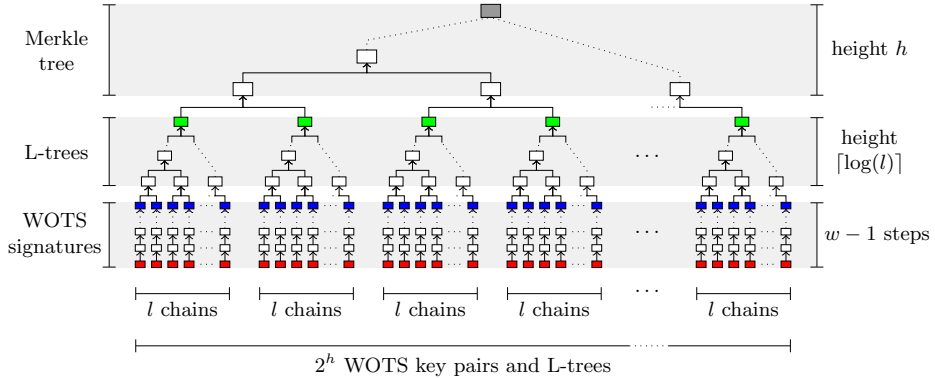 Merkle
tree
height h
L-trees
...
height
⌈log(l)⌉
WOTS
signatures
...
w − 1 steps
...
l chains
l chains
l chains
l chains
l chains
2^h WOTS key pairs and L-trees